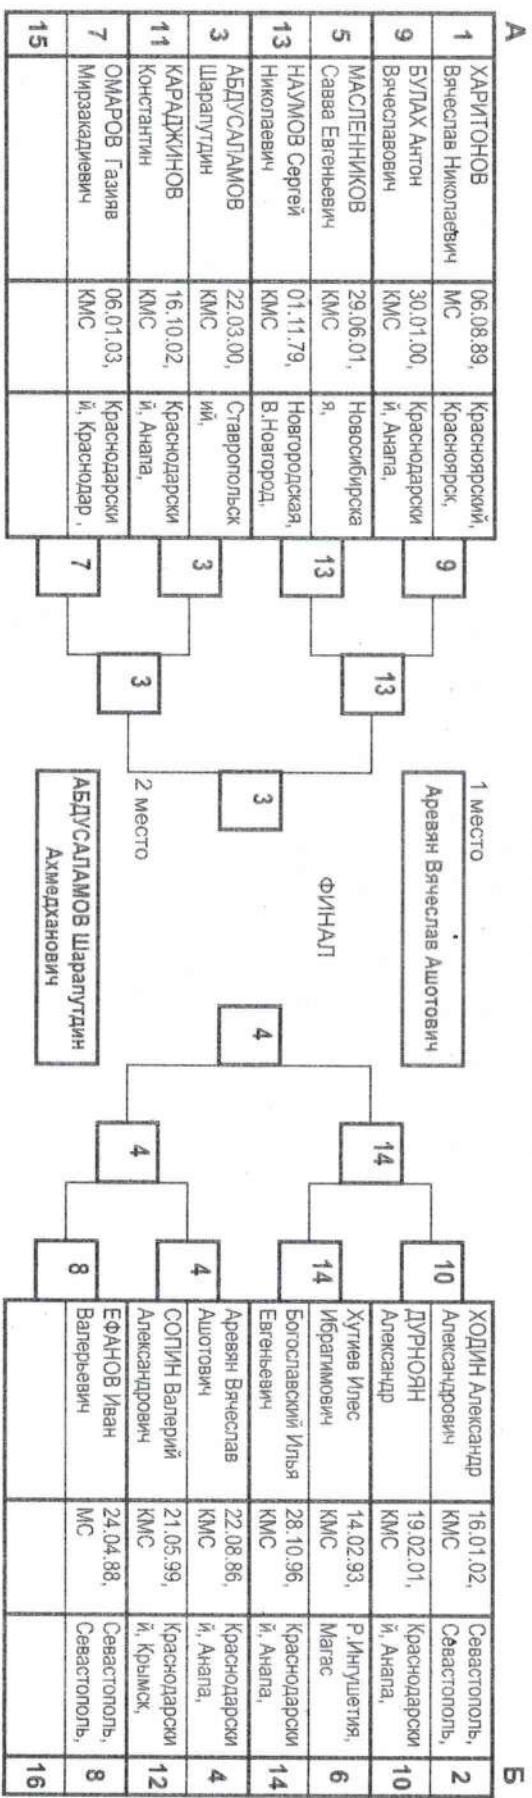 А
1
ХАРИТОНОВ
Вячеслав Николаевич
06.08.89,
МС
Красноярский,
Красноярск,
9
БУЛАХ Антон
Вячеславович
30.01.00,
КМС
Краснодарски
й, Анапа,
5
МАСЛЕННИКОВ
Савва Евгеньевич
29.06.01,
КМС
Новосибирска
я,
13
НАУМОВ Сергей
Николаевич
01.11.79,
КМС
Новгородская,
В.Новгород,
3
АБДУСАЛАМОВ
Шарапутдин
22.03.00,
КМС
Ставропольск
ий,
11
КАРАДЖИНОВ
Константин
16.10.02,
КМС
Краснодарски
й, Анапа,
7
ОМАРОВ Газияв
Мирзакадиевич
06.01.03,
КМС
Краснодарски
й, Краснодар ,
15
9
13
3
7
13
3
3
1 место
Аревян Вячеслав Ашотович
ФИНАЛ
2 место
АБДУСАЛАМОВ Шарапутдин
Ахмедханович
4
14
4
10
14
4
8
Б
ХОДИН Александр
Александрович
16.01.02,
КМС
Севастополь,
Севастополь,
2
ДУРНОЯН
Александр
19.02.01,
КМС
Краснодарски
й, Анапа,
10
Хутиев Илес
Ибрагимович
14.02.93,
КМС
Р.Ингушетия,
Магас
6
Богославский Илья
Евгеньевич
28.10.96,
КМС
Краснодарски
й, Анапа,
14
Аревян Вячеслав
Ашотович
22.08.86,
КМС
Краснодарски
й, Анапа,
4
СОПИН Валерий
Александрович
21.05.99,
КМС
Краснодарски
й, Крымск,
12
ЕФАНОВ Иван
Валерьевич
24.04.88,
МС
Севастополь,
Севастополь,
8
16